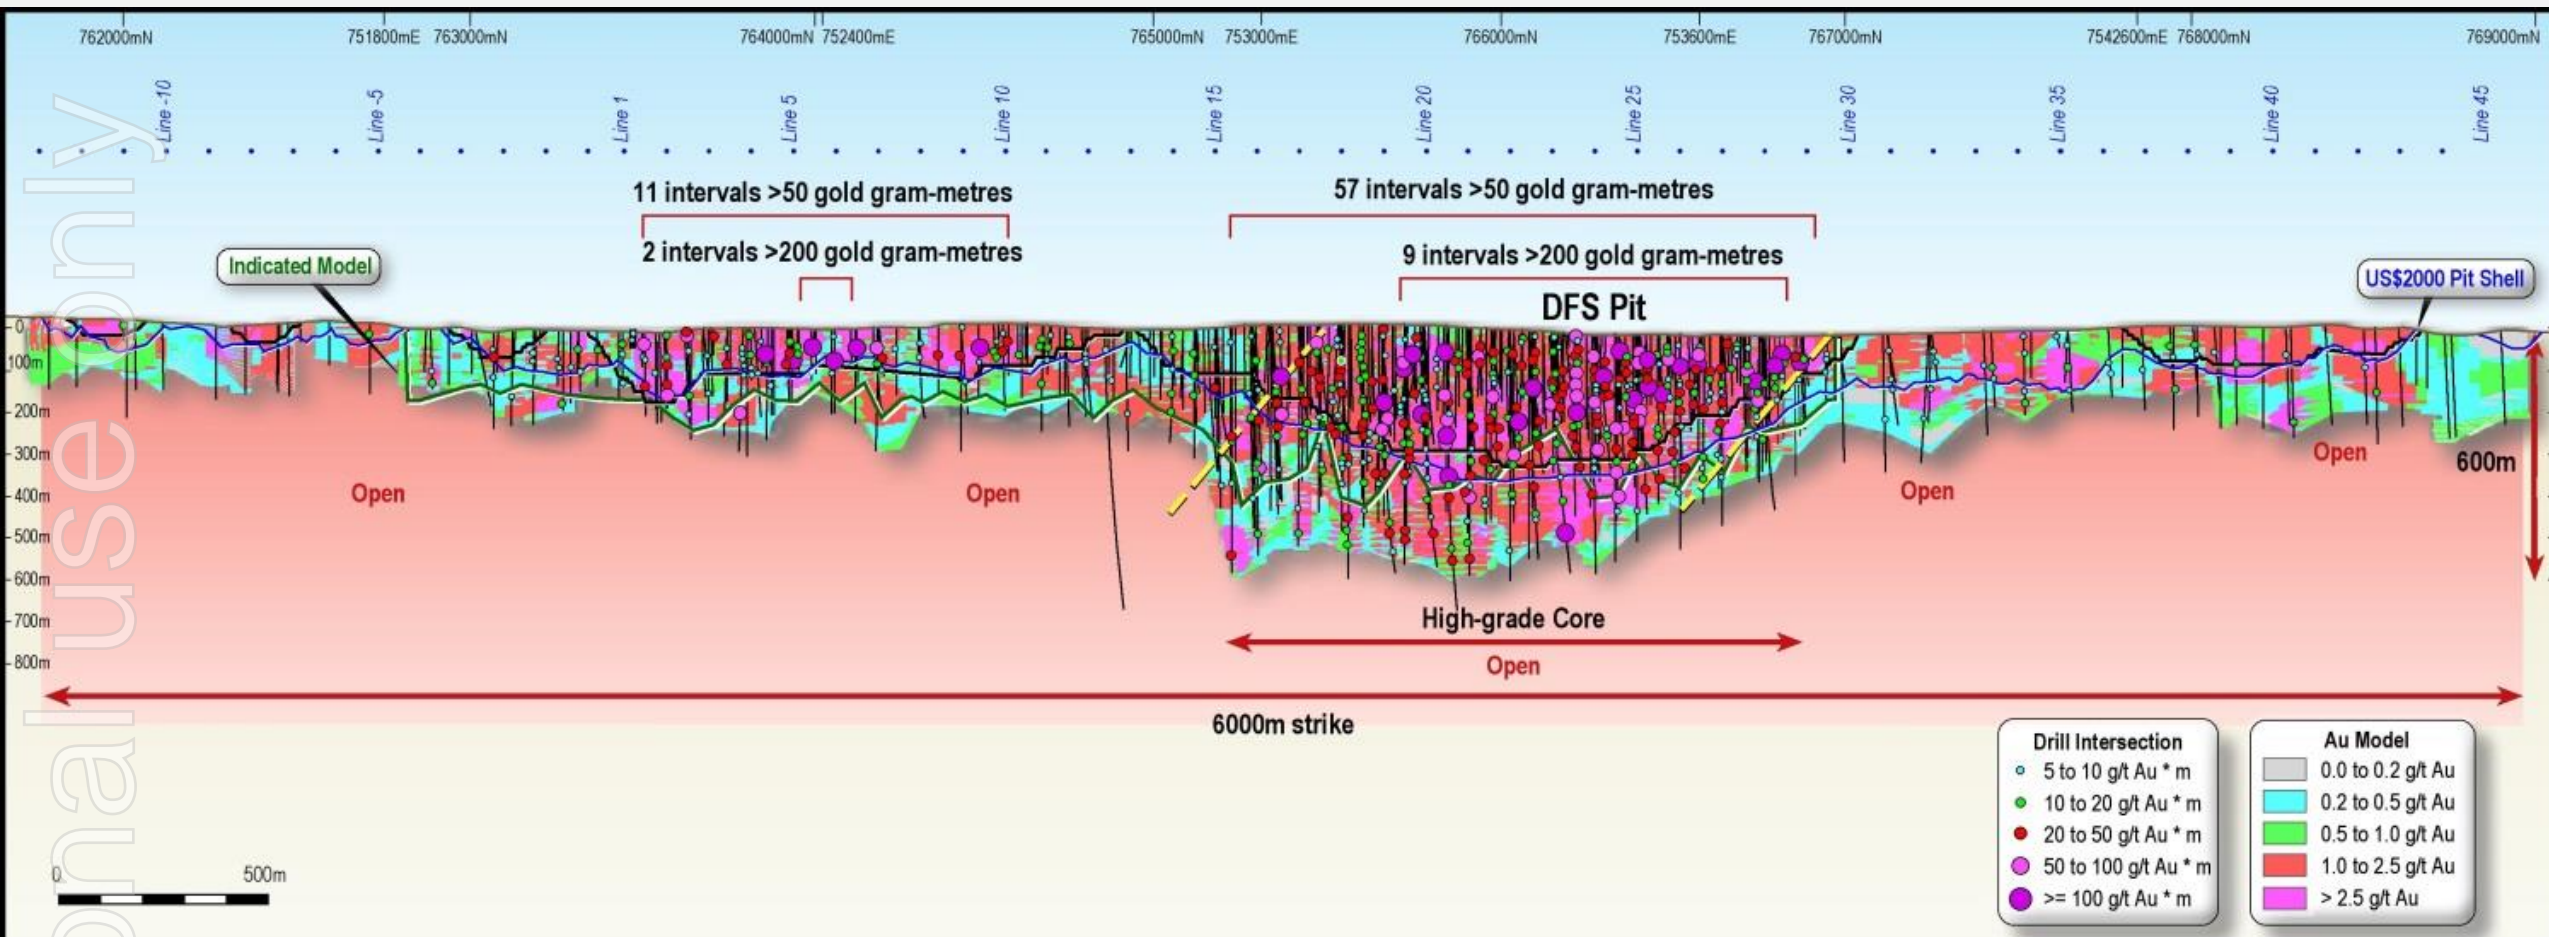 762000mN 751800mE 763000mN 764000mN 752400mE 765000mN 753000mE 766000mN 753600mE 767000mN 7542600mE 768000mN 769000mN
Line -10 Line -5 Line 1 Line 5 Line 10 Line 15 Line 20 Line 25 Line 30 Line 35 Line 40 Line 45
11 intervals >50 gold gram-metres
57 intervals >50 gold gram-metres
2 intervals >200 gold gram-metres
9 intervals >200 gold gram-metres
Indicated Model
DFS Pit
US$2000 Pit Shell
0
100m
200m
300m
400m
500m
600m
700m
800m
Open
Open
Open
Open
600m
High-grade Core
Open
6000m strike
0 500m
Drill Intersection
5 to 10 g/t Au * m
10 to 20 g/t Au * m
20 to 50 g/t Au * m
50 to 100 g/t Au * m
>= 100 g/t Au * m
Au Model
0.0 to 0.2 g/t Au
0.2 to 0.5 g/t Au
0.5 to 1.0 g/t Au
1.0 to 2.5 g/t Au
> 2.5 g/t Au
onal use only